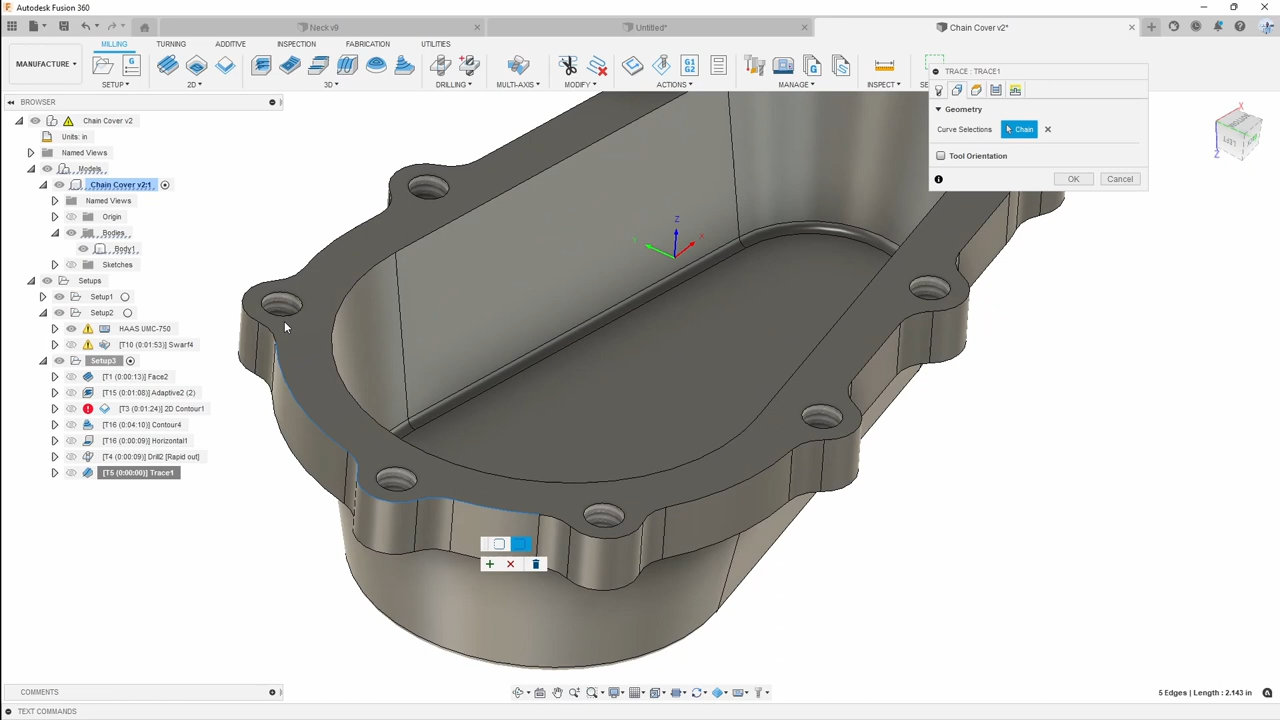 Autodesk Fusion 360
Neck v9
Untitled*
Chain Cover v2*
MANUFACTURE
MILLING
TURNING
ADDITIVE
INSPECTION
FABRICATION
UTILITIES
SETUP
2D
3D
DRILLING
MULTI-AXIS
MODIFY
ACTIONS
MANAGE
INSPECT
G1
G2
TRACE : TRACE1
Geometry
Curve Selections
Chain
Tool Orientation
OK
Cancel
BROWSER
Chain Cover v2
Units: in
Named Views
Models
Chain Cover v2:1
Named Views
Origin
Bodies
Body1
Sketches
Setups
Setup1
Setup2
HAAS UMC-750
[T10 (0:01:53) Swarf4
Setup3
[T1 (0:00:13) Face2
[T15 (0:01:08) Adaptive2 (2)
[T3 (0:01:24) 2D Contour1
[T16 (0:04:10) Contour4
[T16 (0:00:09) Horizontal1
[T4 (0:00:09) Drill2 [Rapid out]
[T5 (0:00:00) Trace1
Z
X
Y
X
Z
COMMENTS
5 Edges | Length : 2.143 in
TEXT COMMANDS